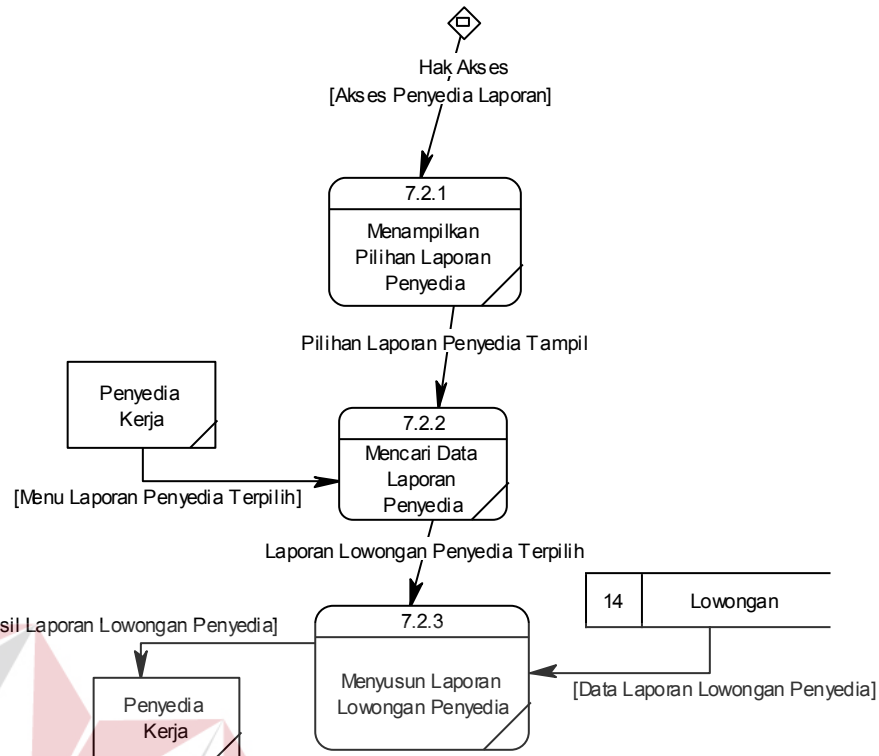 Hak Akses
[Akses Penyedia Laporan]
7.2.1
Menampilkan
Pilihan Laporan
Penyedia
Pilihan Laporan Penyedia Tampil
Penyedia
Kerja
7.2.2
Mencari Data
Laporan
Penyedia
[Menu Laporan Penyedia Terpilih]
Laporan Lowongan Penyedia Terpilih
14 Lowongan
sil Laporan Lowongan Penyedia]
7.2.3
Menyusun Laporan
Lowongan Penyedia
[Data Laporan Lowongan Penyedia]
Penyedia
Kerja